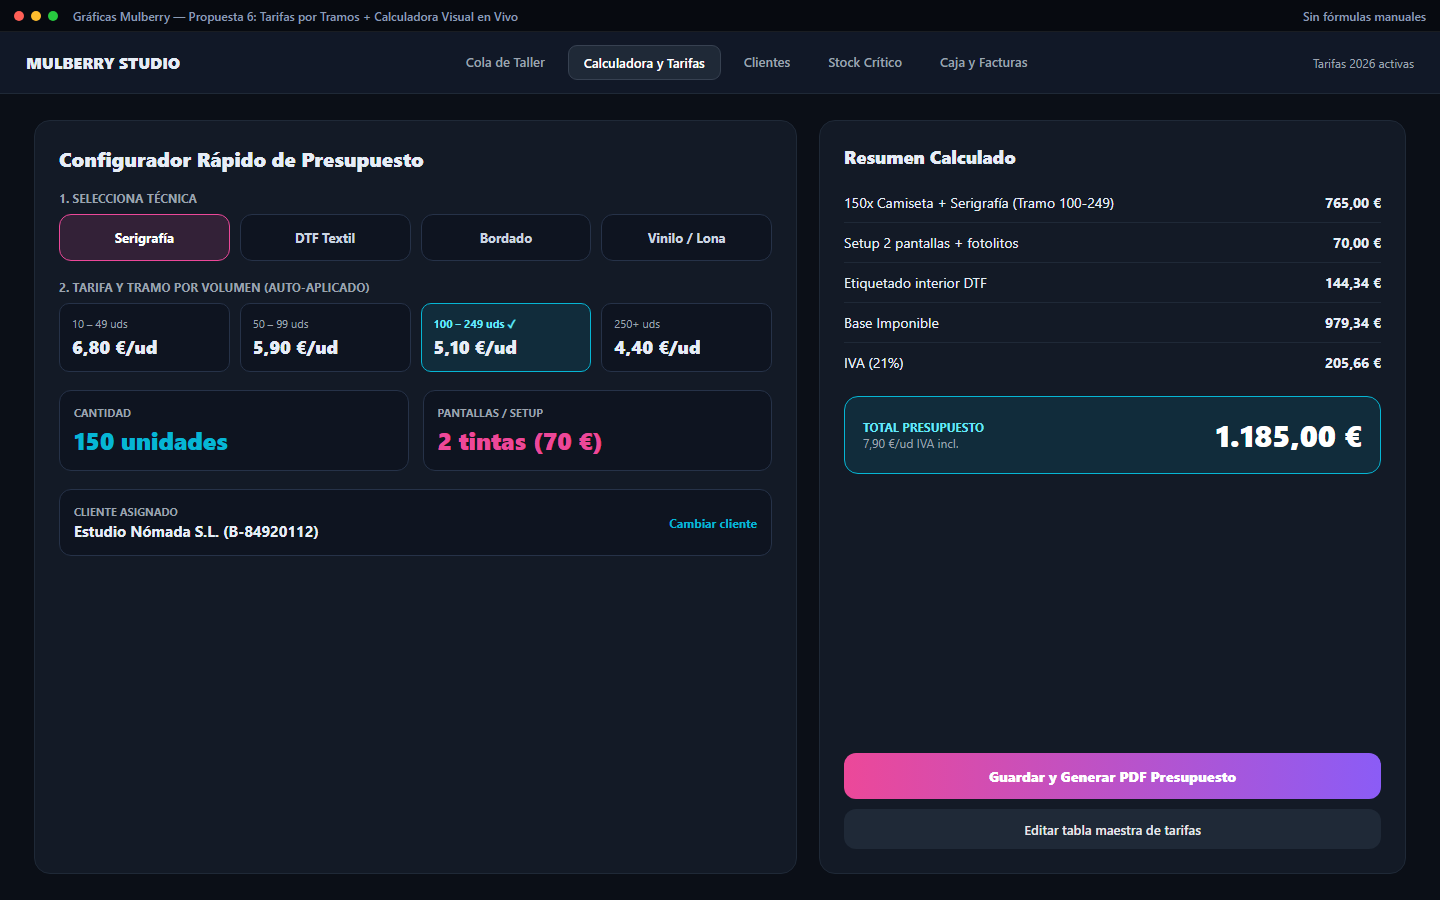 Gráficas Mulberry — Propuesta 6: Tarifas por Tramos + Calculadora Visual en Vivo
Sin fórmulas manuales
MULBERRY STUDIO
Cola de Taller
Calculadora y Tarifas
Clientes
Stock Crítico
Caja y Facturas
Tarifas 2026 activas
Configurador Rápido de Presupuesto
1. SELECCIONA TÉCNICA
Serigrafía
DTF Textil
Bordado
Vinilo / Lona
2. TARIFA Y TRAMO POR VOLUMEN (AUTO-APLICADO)
10 – 49 uds
6,80 €/ud
50 – 99 uds
5,90 €/ud
100 – 249 uds ✓
5,10 €/ud
250+ uds
4,40 €/ud
CANTIDAD
150 unidades
PANTALLAS / SETUP
2 tintas (70 €)
CLIENTE ASIGNADO
Estudio Nómada S.L. (B-84920112)
Cambiar cliente
Resumen Calculado
150x Camiseta + Serigrafía (Tramo 100-249) 765,00 €
Setup 2 pantallas + fotolitos 70,00 €
Etiquetado interior DTF 144,34 €
Base Imponible 979,34 €
IVA (21%) 205,66 €
TOTAL PRESUPUESTO
7,90 €/ud IVA incl.
1.185,00 €
Guardar y Generar PDF Presupuesto
Editar tabla maestra de tarifas